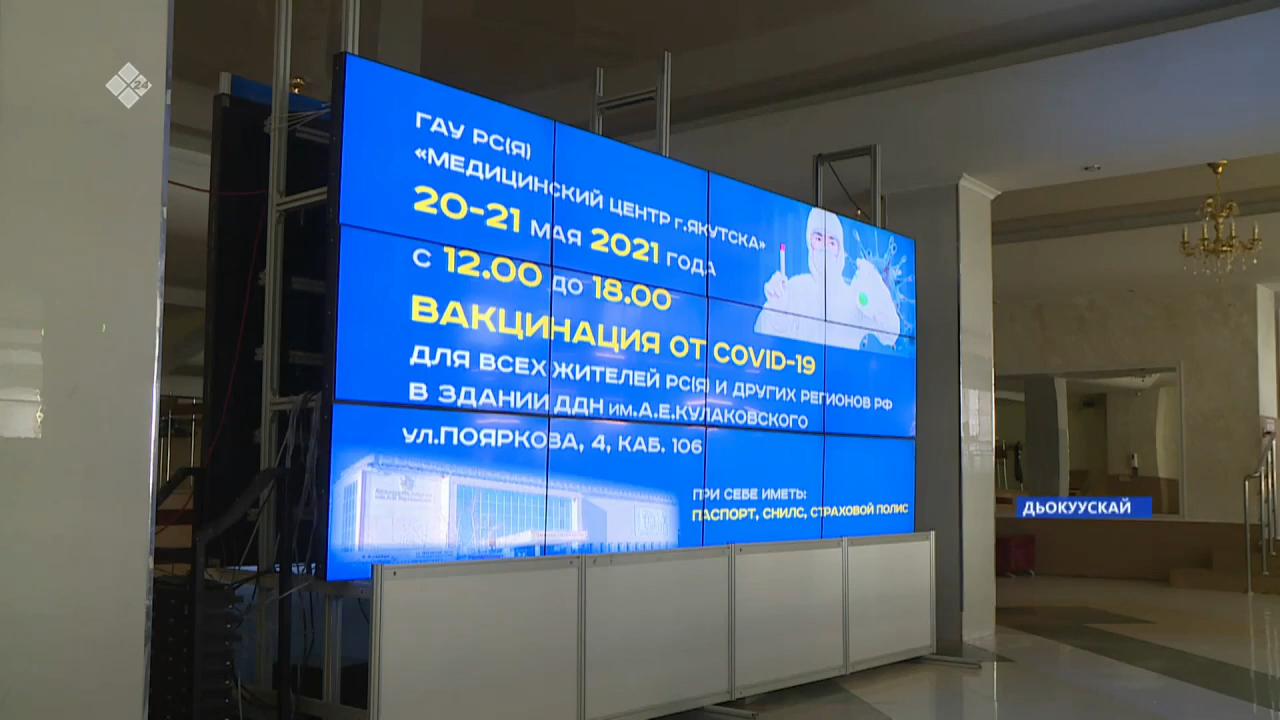 24
ГАУ РС(Я)
«МЕДИЦИНСКИЙ ЦЕНТР г.ЯКУТСКА»
20-21 МАЯ 2021 ГОДА
С 12.00 ДО 18.00
ВАКЦИНАЦИЯ ОТ COVID-19
ДЛЯ ВСЕХ ЖИТЕЛЕЙ РС(Я) И ДРУГИХ РЕГИОНОВ РФ
В ЗДАНИИ ДДН ИМ.А.Е.КУЛАКОВСКОГО
УЛ.ПОЯРКОВА, 4, КАБ. 106
ПРИ СЕБЕ ИМЕТЬ:
ПАСПОРТ, СНИЛС, СТРАХОВОЙ ПОЛИС
ДЬОКУУСКАЙ